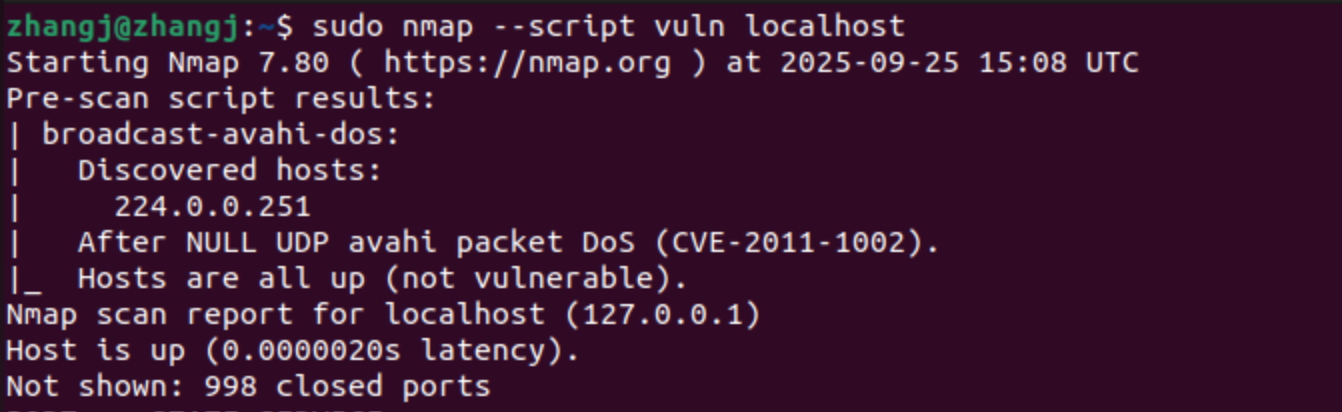 zhangj@zhangj:~$ sudo nmap --script vuln localhost
Starting Nmap 7.80 ( https://nmap.org ) at 2025-09-25 15:08 UTC
Pre-scan script results:
| broadcast-avahi-dos:
|   Discovered hosts:
|     224.0.0.251
|   After NULL UDP avahi packet DoS (CVE-2011-1002).
|_  Hosts are all up (not vulnerable).
Nmap scan report for localhost (127.0.0.1)
Host is up (0.0000020s latency).
Not shown: 998 closed ports